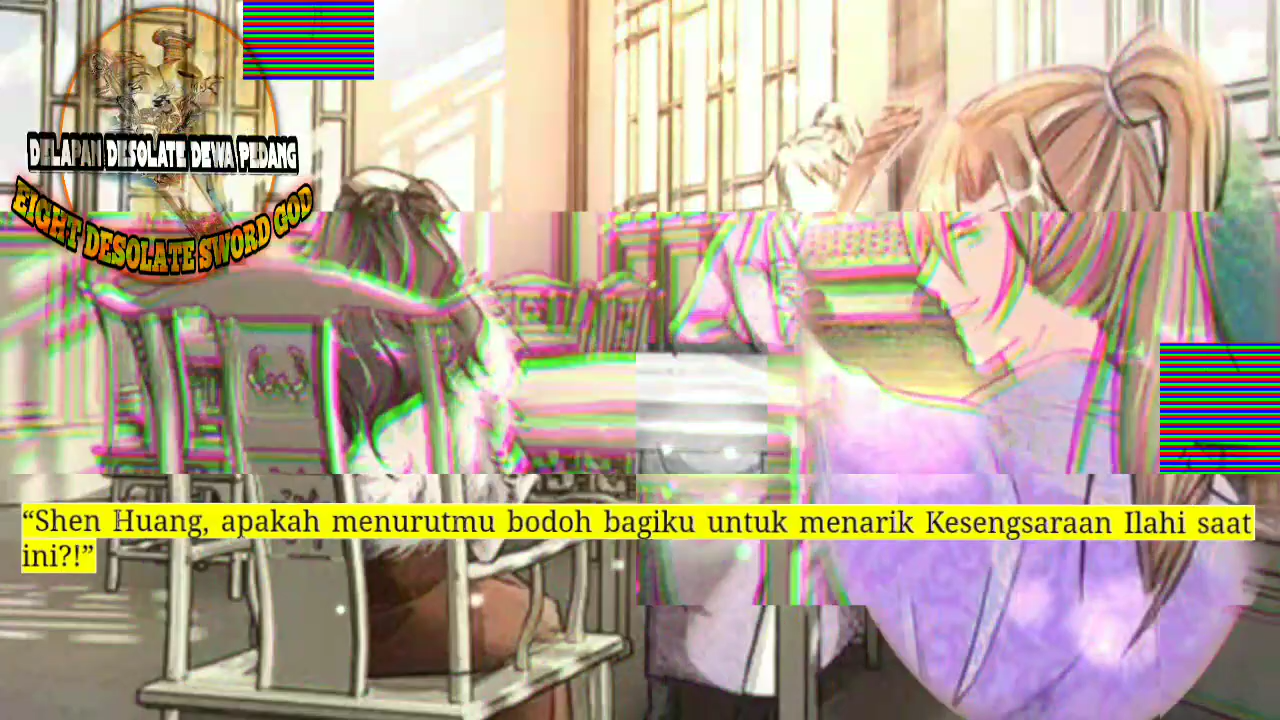 DELAPAN DESOLATE DEWA PEDANG
EIGHT DESOLATE SWORD GOD
“Shen Huang, apakah menurutmu bodoh bagiku untuk menarik Kesengsaraan Ilahi saat
ini?!”